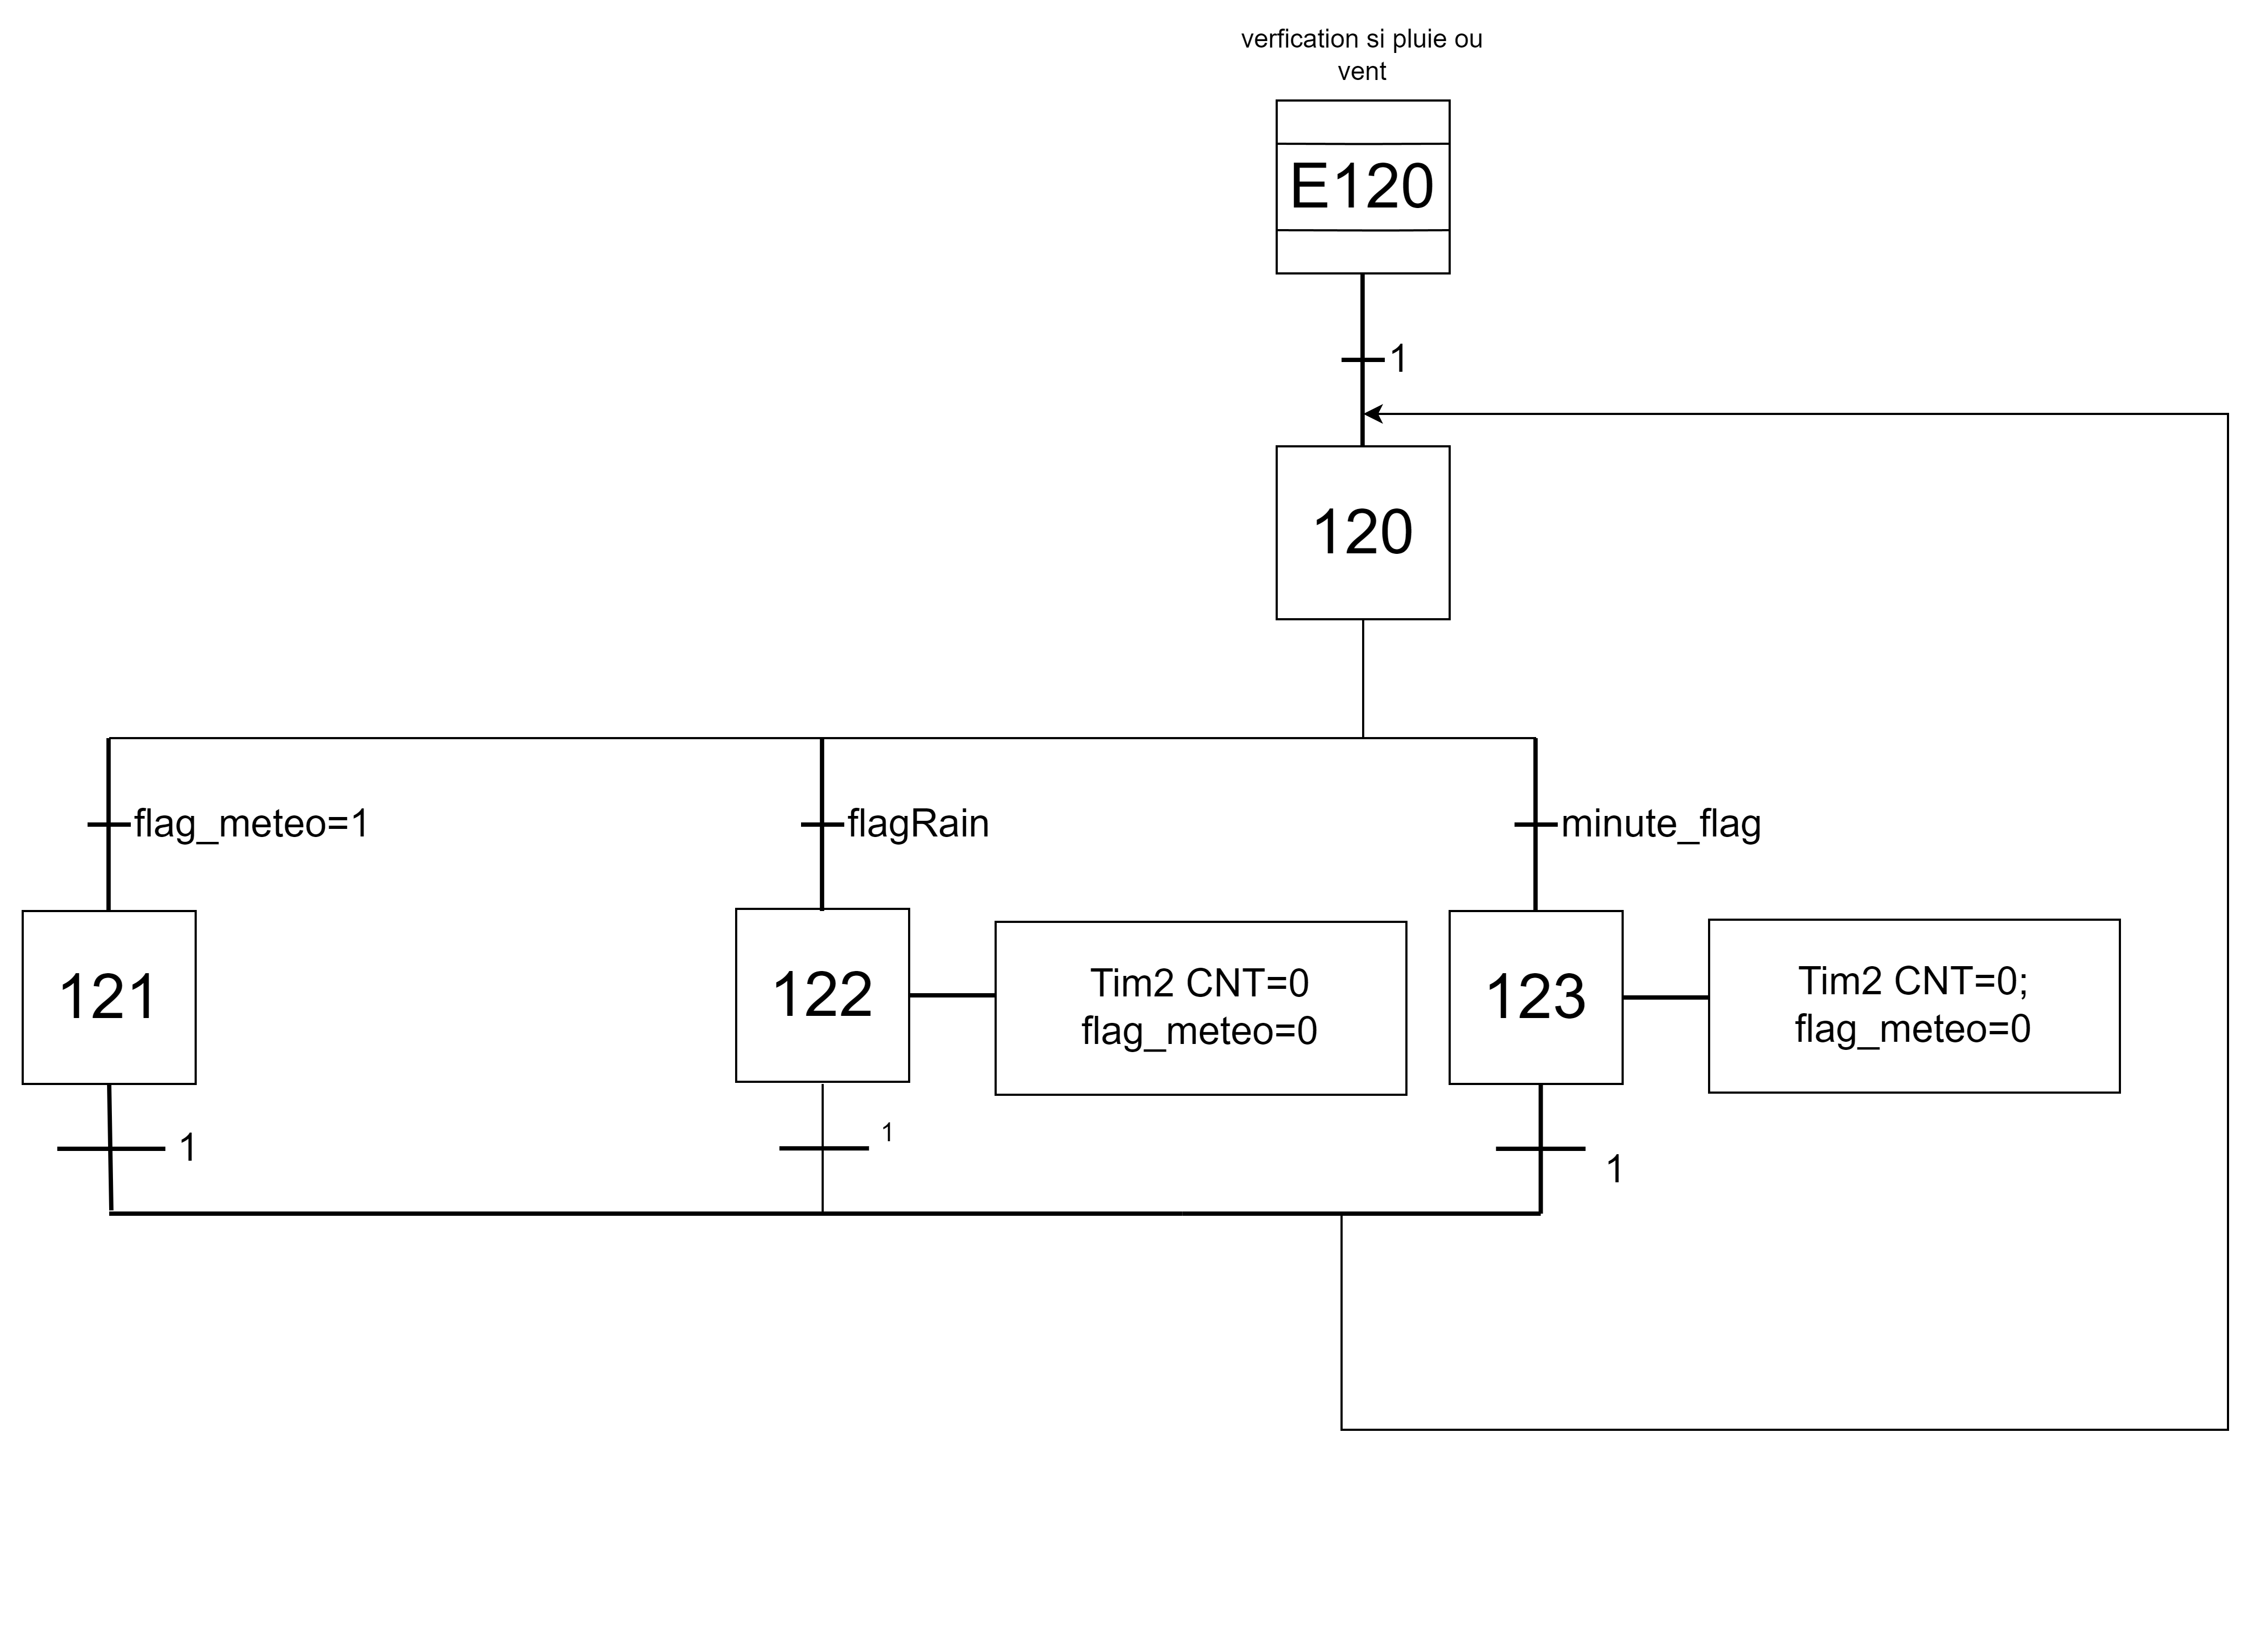 verfication si pluie ou
vent
E120
1
120
flag_meteo=1
flagRain
minute_flag
121
122
Tim2 CNT=0
flag_meteo=0
123
Tim2 CNT=0;
flag_meteo=0
1
1
1